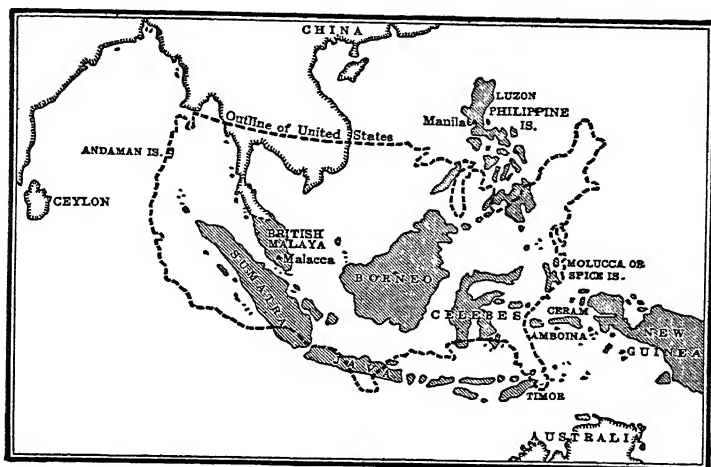 CHINA
LUZON
PHILIPPINE
IS.
Manila
Outline of United States
ANDAMAN IS.
CEYLON
BRITISH
MALAYA
Malacca
SUMATRA
BORNEO
MOLUCCA OR
SPICE IS.
CELEBES
CERAM
AMBOINA
NEW
GUINEA
JAVA
TIMOR
AUSTRALIA